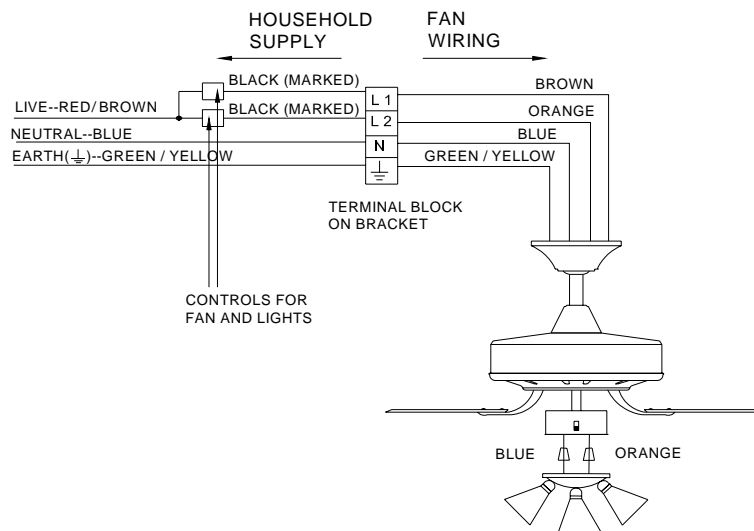 HOUSEHOLD
SUPPLY
FAN
WIRING
BLACK (MARKED)
BROWN
LIVE--RED/BROWN
BLACK (MARKED)
L 1
ORANGE
L 2
NEUTRAL--BLUE
N
BLUE
EARTH(⏚)--GREEN / YELLOW
GREEN / YELLOW
TERMINAL BLOCK
ON BRACKET
CONTROLS FOR
FAN AND LIGHTS
BLUE
ORANGE